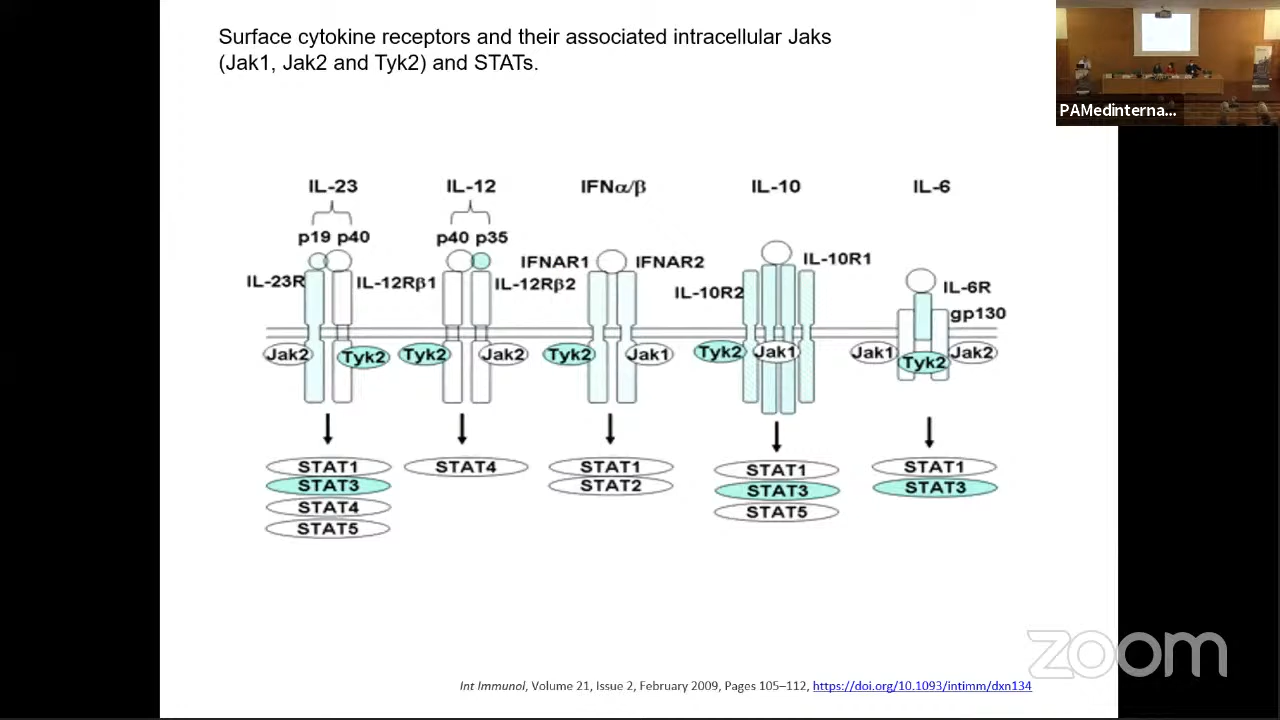 Surface cytokine receptors and their associated intracellular Jaks
(Jak1, Jak2 and Tyk2) and STATs.
PAMedinterna...
IL-23 IL-12 IFNα/β IL-10 IL-6
p19 p40 p40 p35
IFNAR1 IFNAR2 IL-10R1
IL-23R IL-12Rβ1 IL-12Rβ2 IL-10R2 IL-6R
gp130
Jak2 Tyk2 Tyk2 Jak2 Tyk2 Jak1 Tyk2 Jak1 Jak1 Tyk2 Jak2
STAT1 STAT4 STAT1 STAT1 STAT1
STAT3 STAT2 STAT3 STAT3
STAT4 STAT5
STAT5
zoom
Int Immunol, Volume 21, Issue 2, February 2009, Pages 105–112, https://doi.org/10.1093/intimm/dxn134